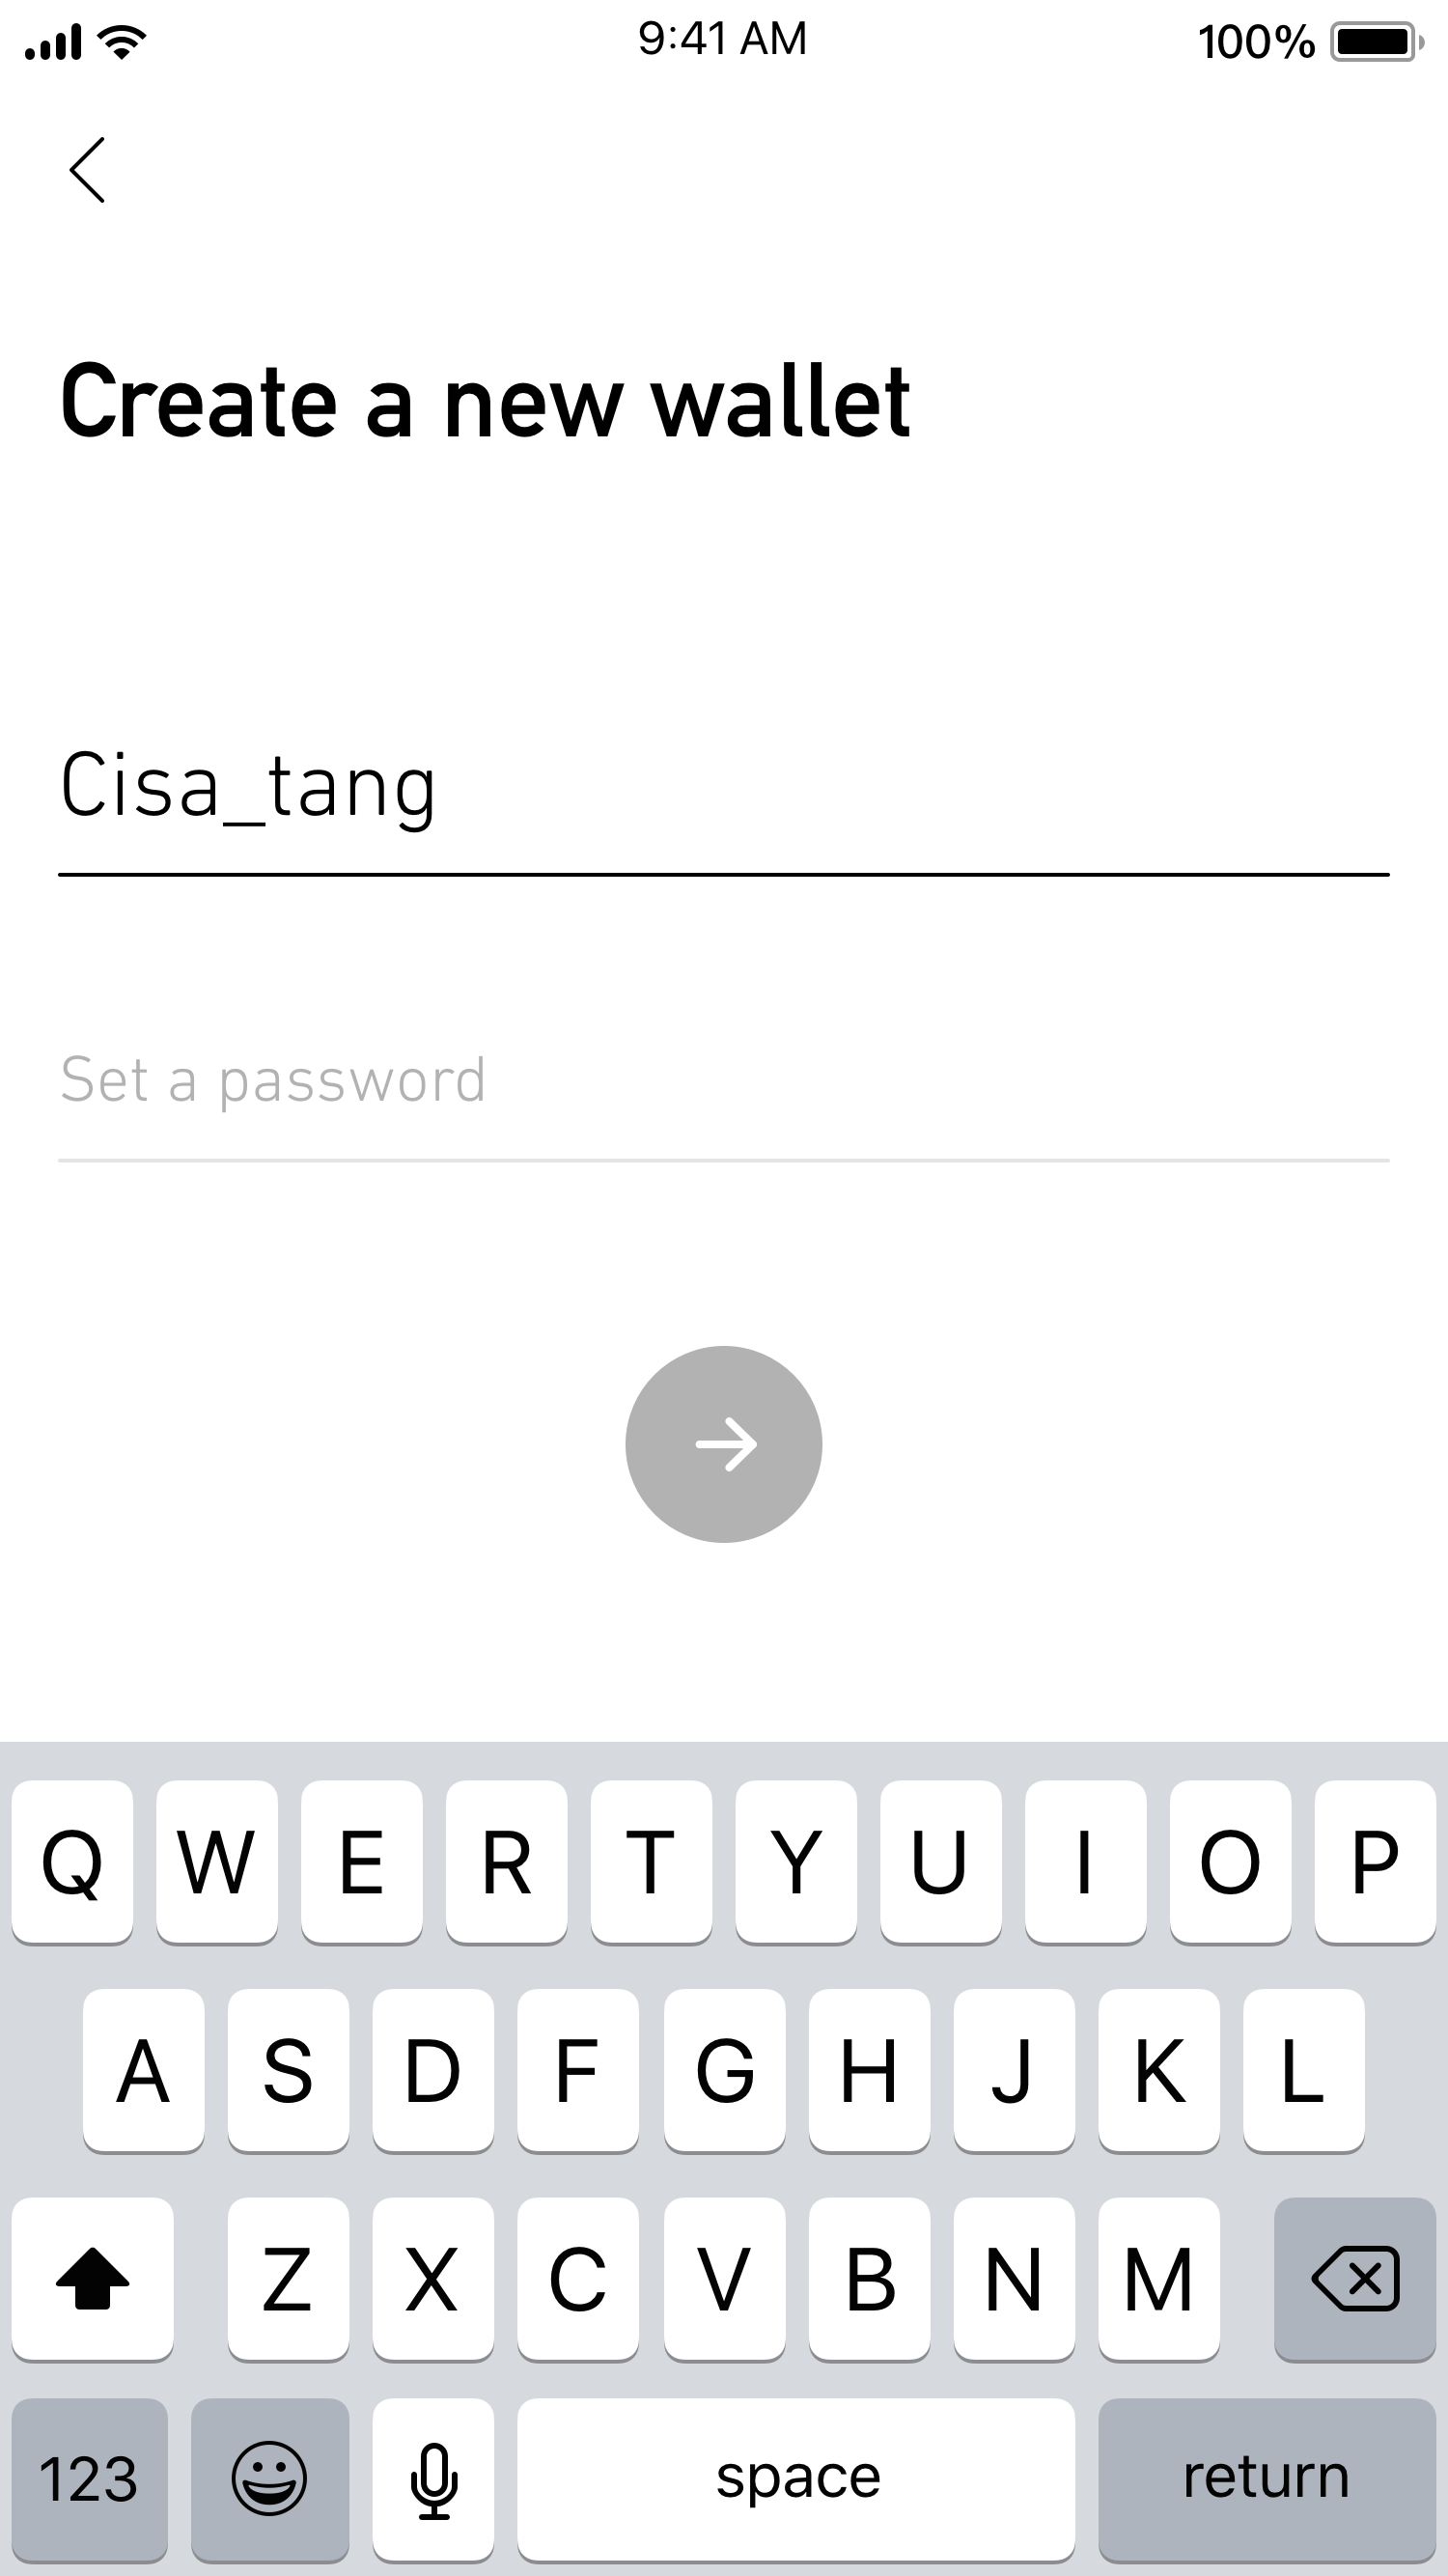 9:41 AM 100%
Create a new wallet
Cisa_tang
Set a password
Q W E R T Y U I O P
A S D F G H J K L
Z X C V B N M
123 space return